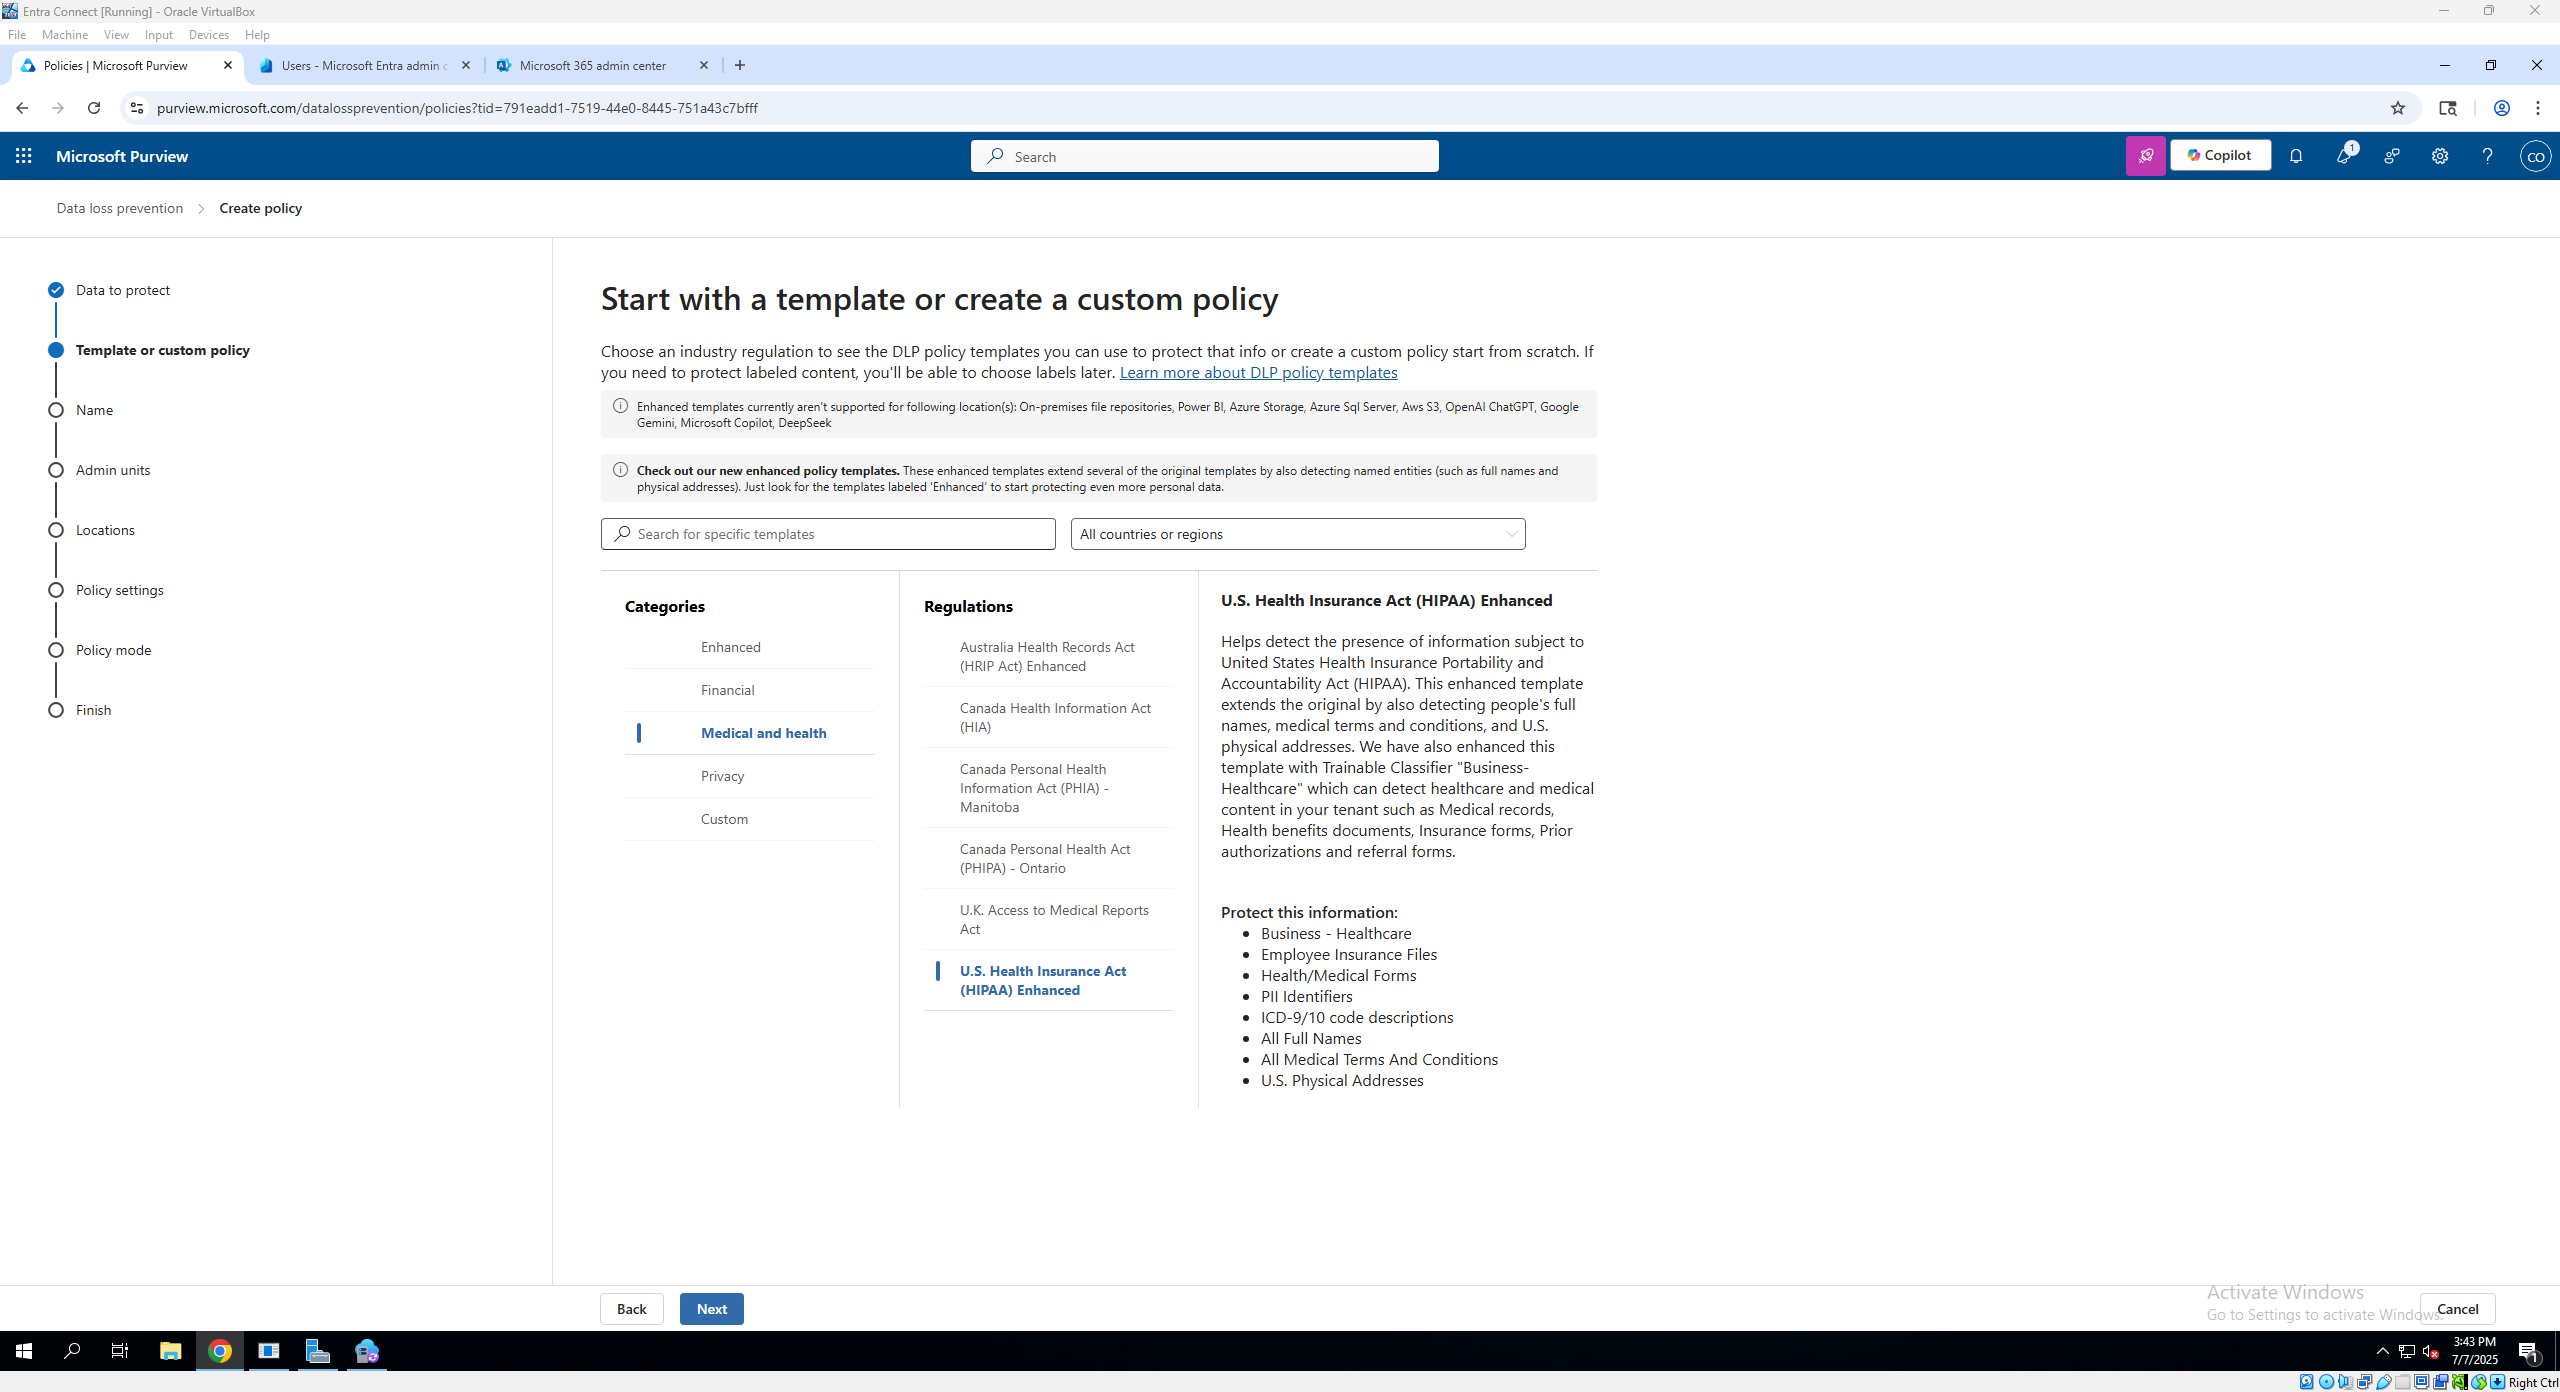 Entra Connect [Running] - Oracle VirtualBox
File Machine View Input Devices Help
Policies | Microsoft Purview
Users - Microsoft Entra admin c
Microsoft 365 admin center
purview.microsoft.com/datalossprevention/policies?tid=791eadd1-7519-44e0-8445-751a43c7bfff
Microsoft Purview
Search
Copilot
1
CO
Data loss prevention > Create policy
Data to protect
Template or custom policy
Name
Admin units
Locations
Policy settings
Policy mode
Finish
Start with a template or create a custom policy
Choose an industry regulation to see the DLP policy templates you can use to protect that info or create a custom policy start from scratch. If
you need to protect labeled content, you'll be able to choose labels later. Learn more about DLP policy templates
Enhanced templates currently aren't supported for following location(s): On-premises file repositories, Power BI, Azure Storage, Azure Sql Server, Aws S3, OpenAI ChatGPT, Google
Gemini, Microsoft Copilot, DeepSeek
Check out our new enhanced policy templates. These enhanced templates extend several of the original templates by also detecting named entities (such as full names and
physical addresses). Just look for the templates labeled 'Enhanced' to start protecting even more personal data.
Search for specific templates
All countries or regions
Categories
Enhanced
Financial
Medical and health
Privacy
Custom
Regulations
Australia Health Records Act
(HRIP Act) Enhanced
Canada Health Information Act
(HIA)
Canada Personal Health
Information Act (PHIA) -
Manitoba
Canada Personal Health Act
(PHIPA) - Ontario
U.K. Access to Medical Reports
Act
U.S. Health Insurance Act
(HIPAA) Enhanced
U.S. Health Insurance Act (HIPAA) Enhanced
Helps detect the presence of information subject to
United States Health Insurance Portability and
Accountability Act (HIPAA). This enhanced template
extends the original by also detecting people's full
names, medical terms and conditions, and U.S.
physical addresses. We have also enhanced this
template with Trainable Classifier "Business-
Healthcare" which can detect healthcare and medical
content in your tenant such as Medical records,
Health benefits documents, Insurance forms, Prior
authorizations and referral forms.
Protect this information:
Business - Healthcare
Employee Insurance Files
Health/Medical Forms
PII Identifiers
ICD-9/10 code descriptions
All Full Names
All Medical Terms And Conditions
U.S. Physical Addresses
Back
Next
Cancel
Activate Windows
Go to Settings to activate Windows.
3:43 PM
7/7/2025
1
Right Ctrl